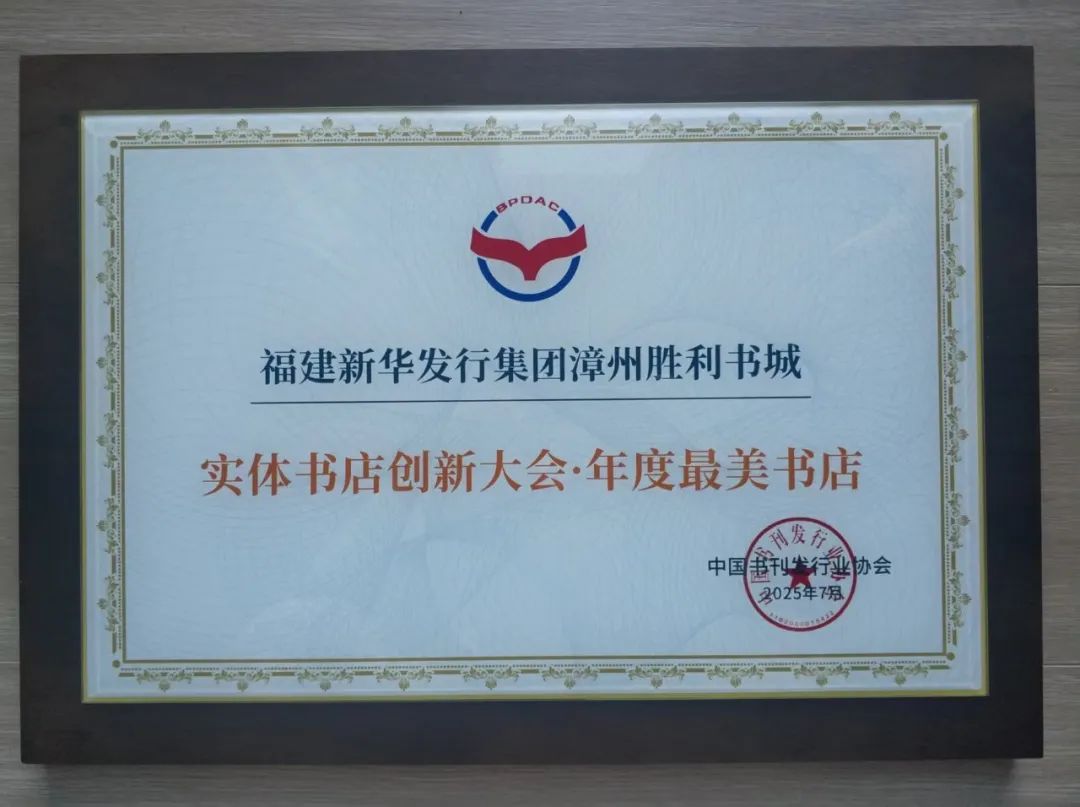 BPDAC
福建新华发行集团漳州胜利书城
实体书店创新大会·年度最美书店
中国书刊发行业协会
2025年7月